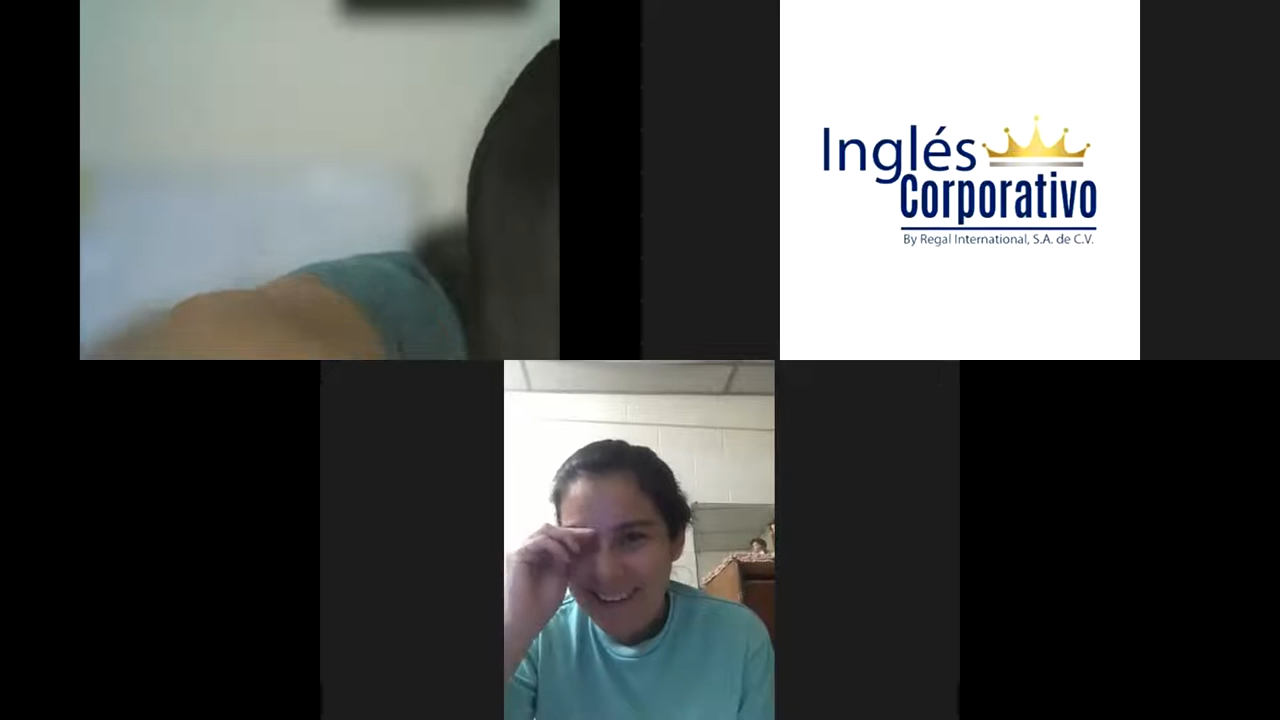 Inglés
Corporativo
By Regal International, S.A. de C.V.